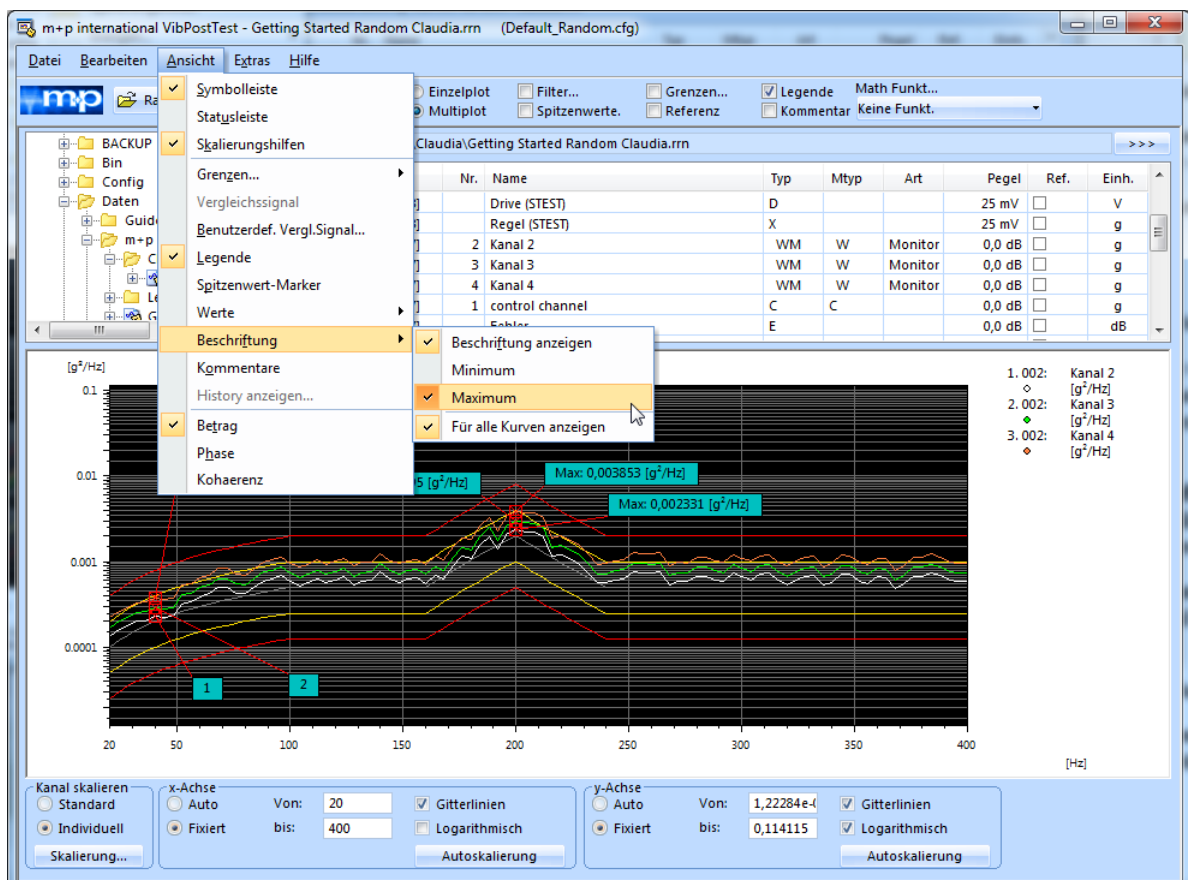 m+p international VibPostTest - Getting Started Random Claudia.rrn (Default_Random.cfg)
Datei Bearbeiten Ansicht Extras Hilfe
m+p
Einzelplot Filter... Grenzen... Legende Math Funkt...
Multiplot Spitzenwerte. Referenz Kommentar Keine Funkt.
Symbolleiste
Statusleiste
Skalierungshilfen
Grenzen...
Vergleichssignal
Benutzerdef. Vergl.Signal...
Legende
Spitzenwert-Marker
Werte
Beschriftung
Kommentare
History anzeigen...
Betrag
Phase
Kohaerenz
Beschriftung anzeigen
Minimum
Maximum
Für alle Kurven anzeigen
BACKUP
Bin
Config
Daten
m+p
\Getting Started Random Claudia.rrn >>>
Nr. Name Typ Mtyp Art Pegel Ref. Einh.
Drive (STEST) D 25 mV V
Regel (STEST) X 25 mV g
2 Kanal 2 WM W Monitor 0,0 dB g
3 Kanal 3 WM W Monitor 0,0 dB g
4 Kanal 4 WM W Monitor 0,0 dB g
1 control channel C C 0,0 dB g
Fehler E 0,0 dB dB
[g²/Hz]
0.1
0.01
0.001
0.0001
[g²/Hz]
Max: 0,003853 [g²/Hz]
Max: 0,002331 [g²/Hz]
1
2
20 50 100 150 200 250 300 350 400
[Hz]
1. 002: Kanal 2
[g²/Hz]
2. 002: Kanal 3
[g²/Hz]
3. 002: Kanal 4
[g²/Hz]
Kanal skalieren
Standard
Individuell
Skalierung...
x-Achse
Auto Von: 20 Gitterlinien
Fixiert bis: 400 Logarithmisch
Autoskalierung
y-Achse
Auto Von: 1,22284e-( Gitterlinien
Fixiert bis: 0,114115 Logarithmisch
Autoskalierung